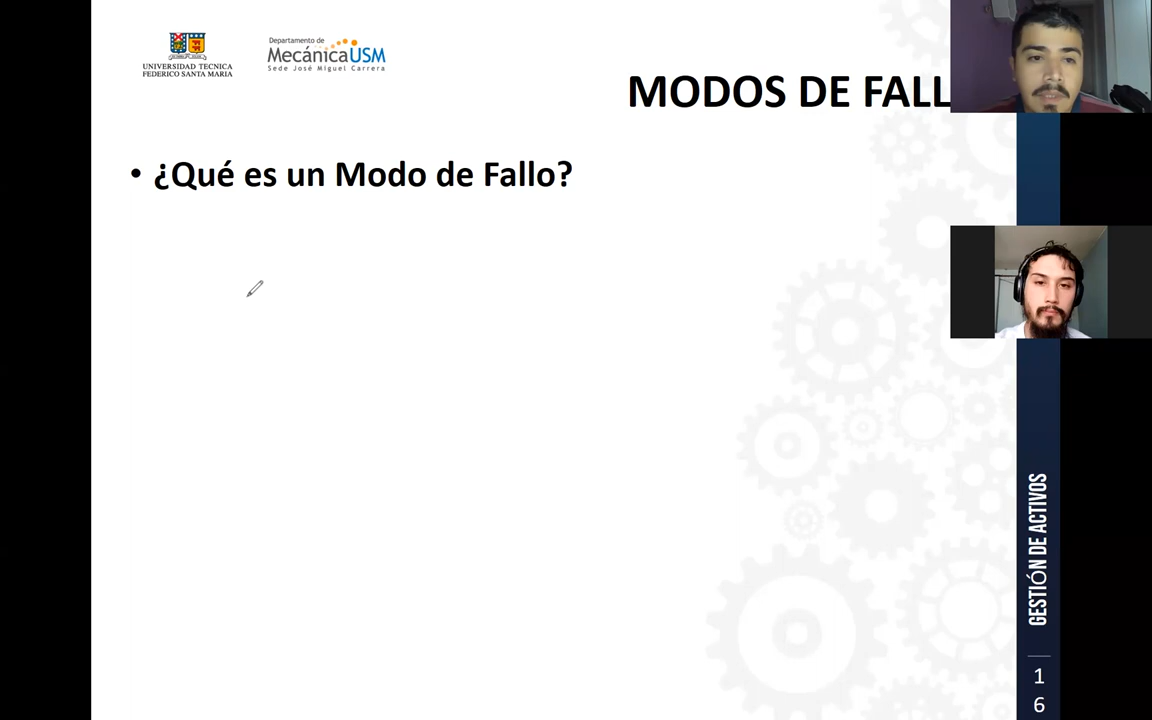 UNIVERSIDAD TECNICA
FEDERICO SANTA MARIA
Departamento de
MecánicaUSM
Sede José Miguel Carrera
MODOS DE FALL
• ¿Qué es un Modo de Fallo?
GESTIÓN DE ACTIVOS
1
6